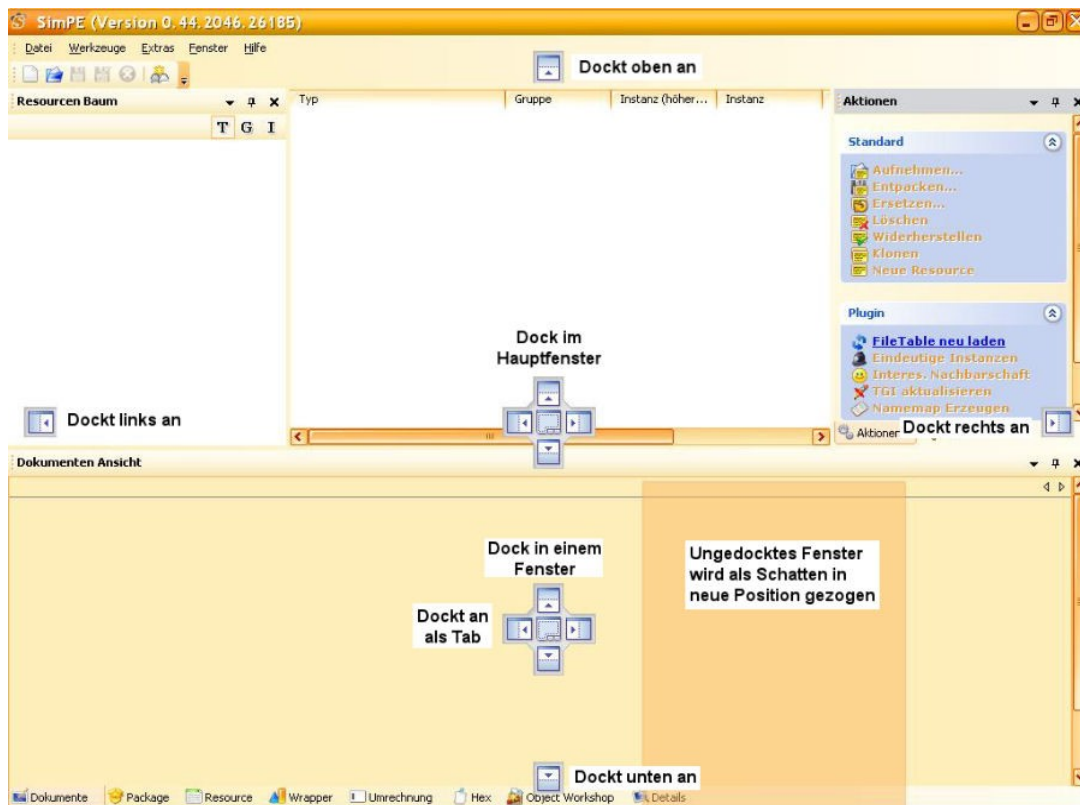 SimPE (Version 0.44.2046.26185)
Datei Werkzeuge Extras Fenster Hilfe
Dockt oben an
Resourcen Baum
T G I
Typ Gruppe Instanz (höher... Instanz
Aktionen
Standard
Aufnehmen...
Entpacken...
Ersetzen...
Löschen
Widerherstellen
Klonen
Neue Resource
Plugin
FileTable neu laden
Eindeutige Instanzen
Interes. Nachbarschaft
TGI aktualisieren
Namemap Erzeugen
Dock im
Hauptfenster
Dockt links an
Aktioner
Dockt rechts an
Dokumenten Ansicht
Dock in einem
Fenster
Dockt an
als Tab
Ungedocktes Fenster
wird als Schatten in
neue Position gezogen
Dockt unten an
Dokumente Package Resource Wrapper Umrechnung Hex Object Workshop Details